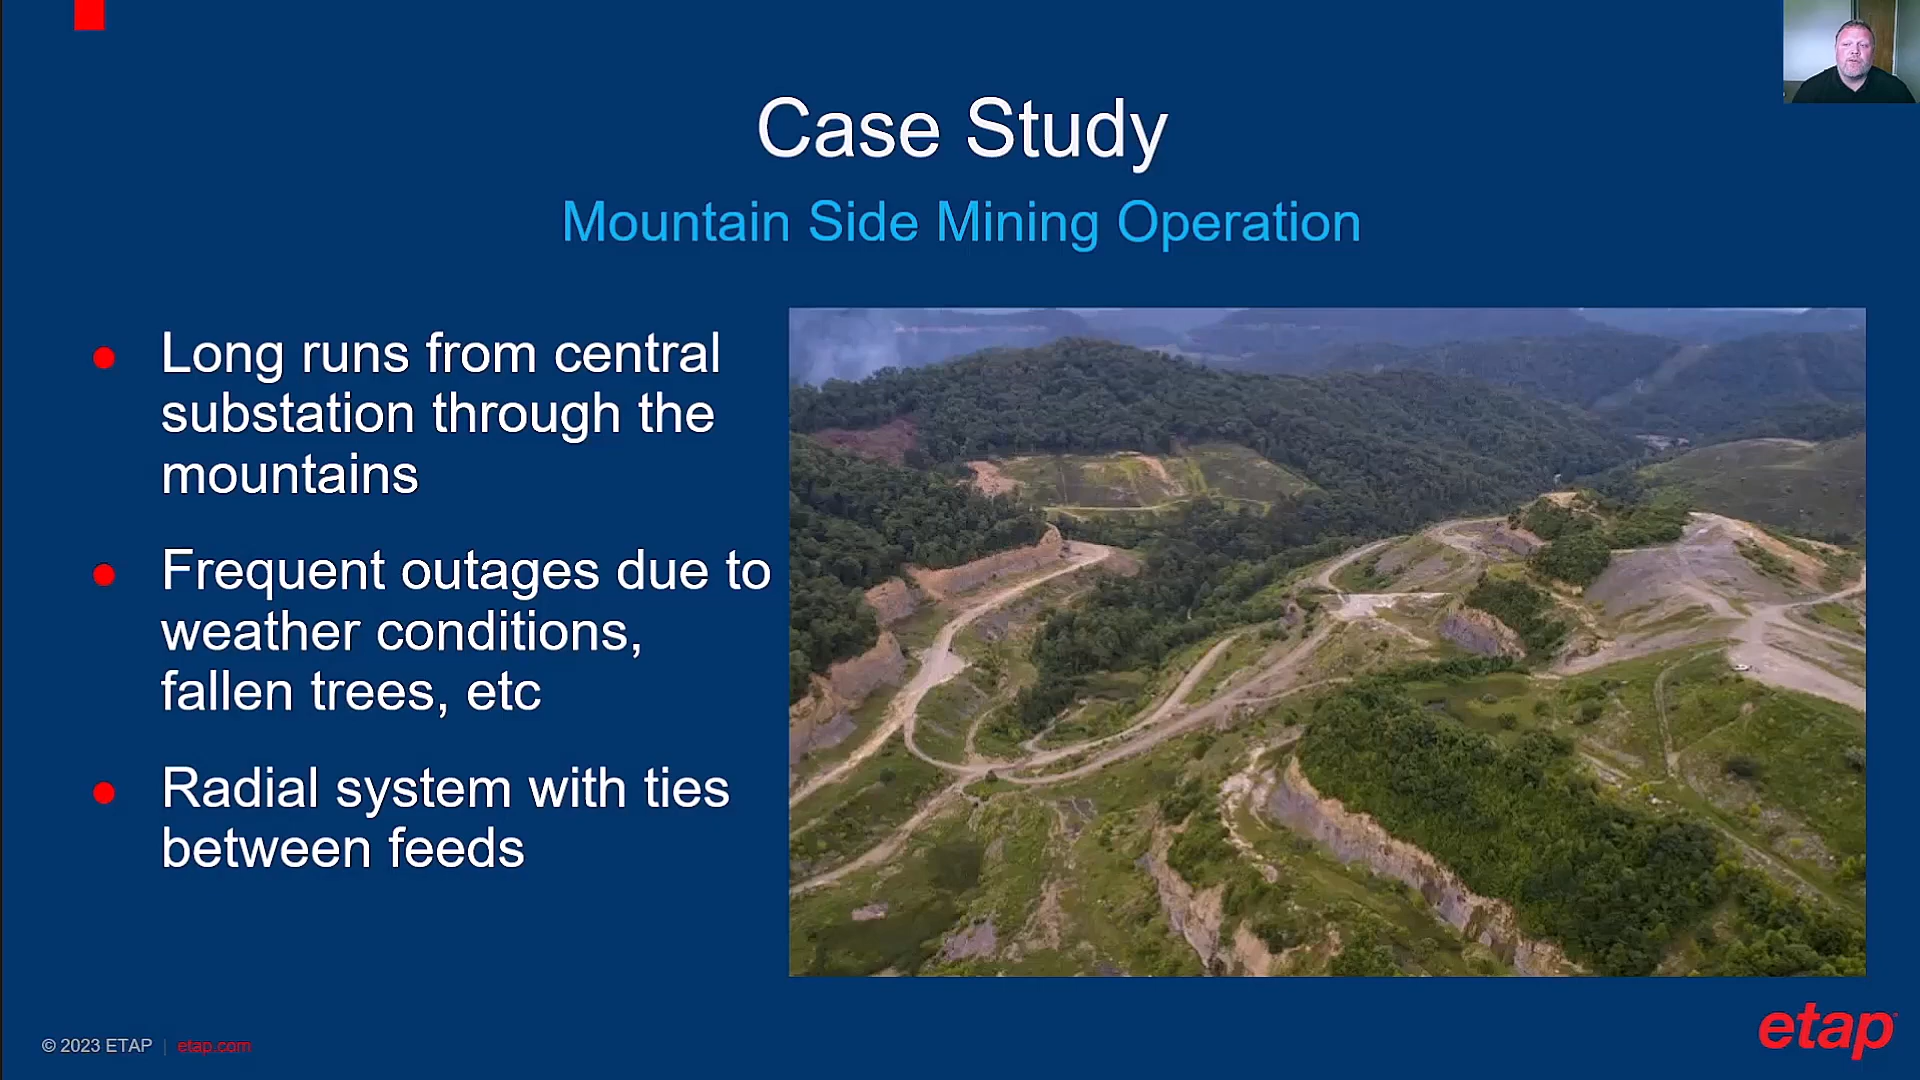 Case Study
Mountain Side Mining Operation
Long runs from central
substation through the
mountains
Frequent outages due to
weather conditions,
fallen trees, etc
Radial system with ties
between feeds
© 2023 ETAP | etap.com
etap